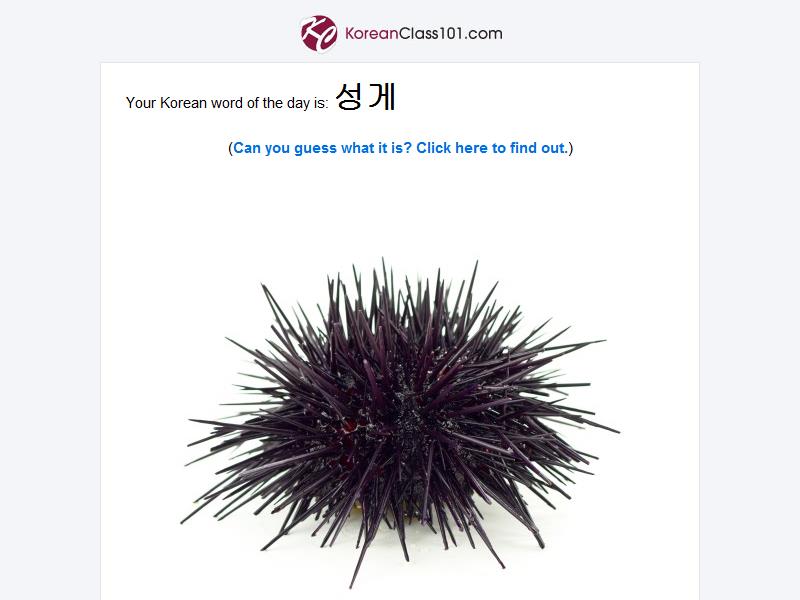 KoreanClass101.com
Your Korean word of the day is: 성게
(Can you guess what it is? Click here to find out.)